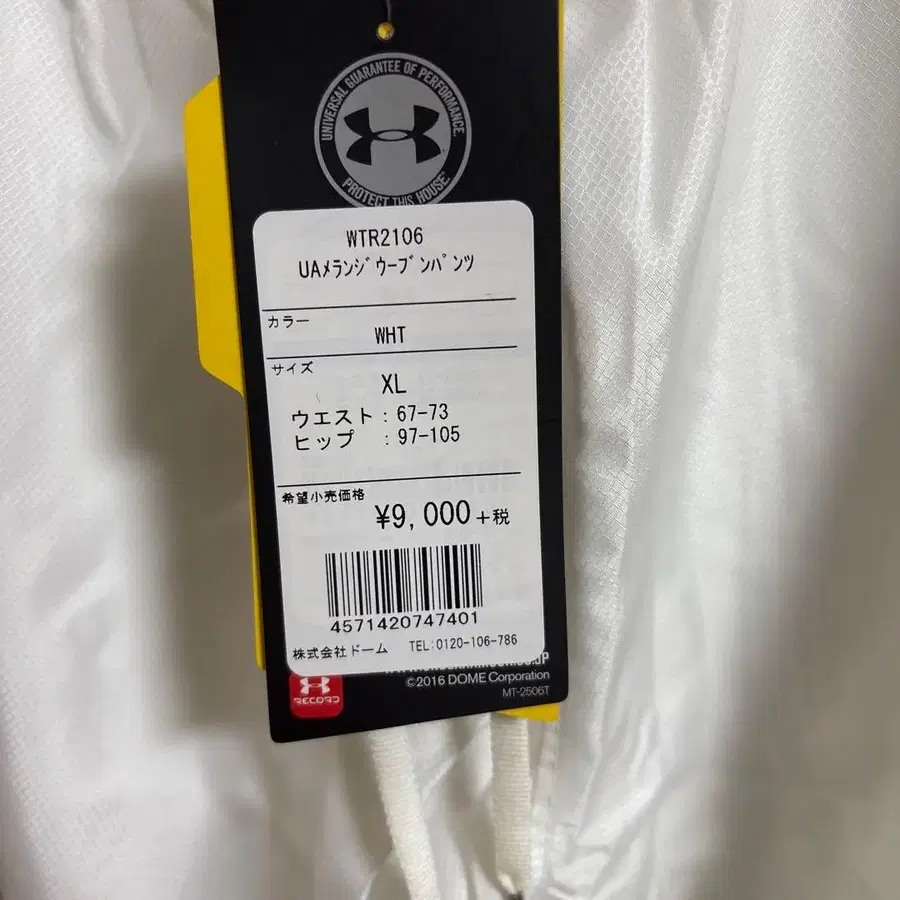 UNIVERSAL GUARANTEE OF PERFORMANCE.
PROTECT THIS HOUSE.
WTR2106
UAメランジウーブンパンツ
カラー
WHT
サイズ
XL
ウエスト : 67-73
ヒップ : 97-105
希望小売価格
¥9,000+税
4571420747401
株式会社ドーム TEL:0120-106-786
©2016 DOME Corporation
MT-2506T
RECORD